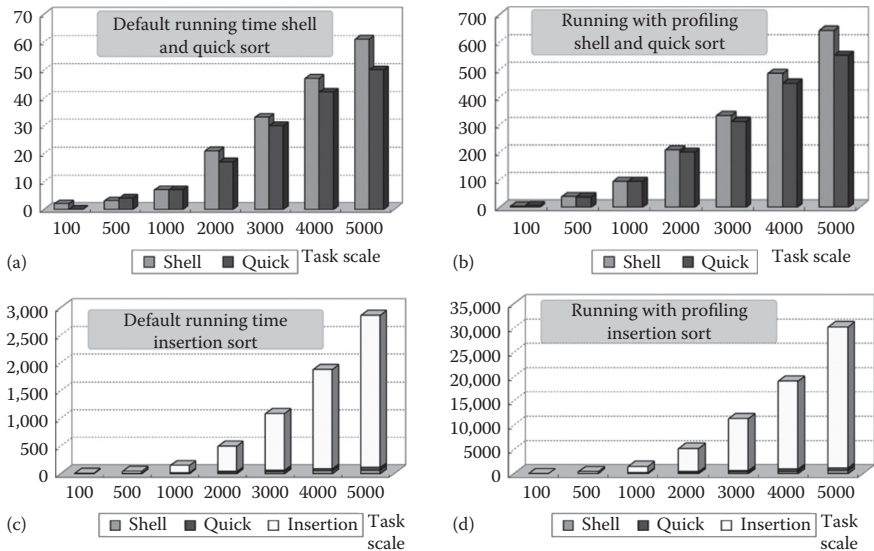 Default running time shell
and quick sort
70
60
50
40
30
20
10
0
100 500 1000 2000 3000 4000 5000
(a)
Shell Quick Task scale
Running with profiling
shell and quick sort
700
600
500
400
300
200
100
0
100 500 1000 2000 3000 4000 5000
(b)
Shell Quick Task scale
Default running time
insertion sort
3,000
2,500
2,000
1,500
1,000
500
0
100 500 1000 2000 3000 4000 5000
(c)
Shell Quick Insertion Task
scale
Running with profiling
insertion sort
35,000
30,000
25,000
20,000
15,000
10,000
5000
0
100 500 1000 2000 3000 4000 5000
(d)
Shell Quick Insertion Task
scale